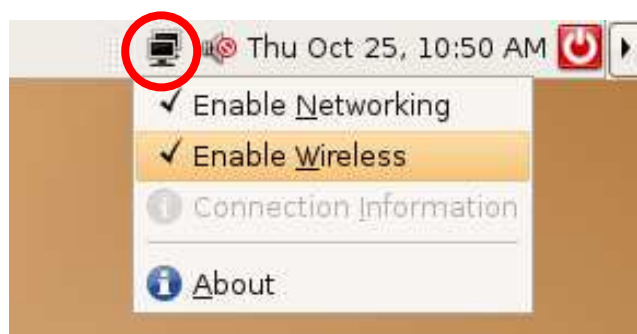 Thu Oct 25, 10:50 AM
Enable Networking
Enable Wireless
Connection Information
About